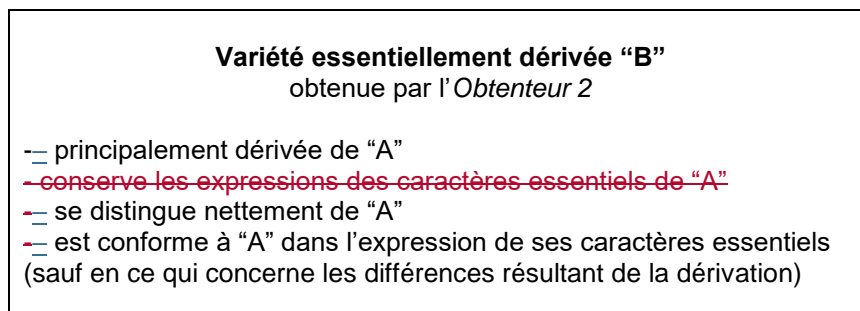 Variété essentiellement dérivée “B”
obtenue par l’Obtenteur 2
-– principalement dérivée de “A”
- conserve les expressions des caractères essentiels de “A”
-– se distingue nettement de “A”
-– est conforme à “A” dans l’expression de ses caractères essentiels
(sauf en ce qui concerne les différences résultant de la dérivation)